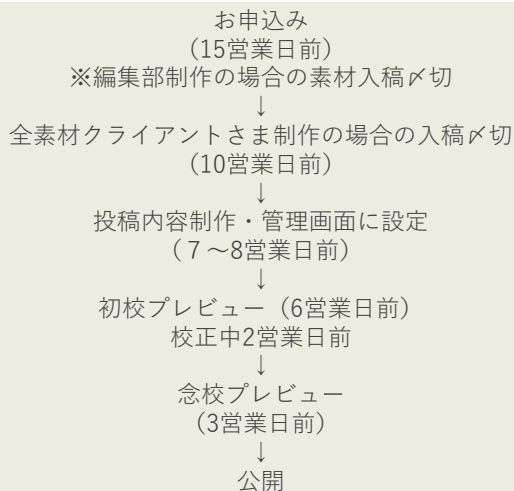 お申込み
(15営業日前)
※編集部制作の場合の素材入稿〆切
↓
全素材クライアントさま制作の場合の入稿〆切
(10営業日前)
↓
投稿内容制作・管理画面に設定
(７〜8営業日前)
↓
初校プレビュー（6営業日前)
校正中2営業日前
↓
念校プレビュー
(3営業日前)
↓
公開